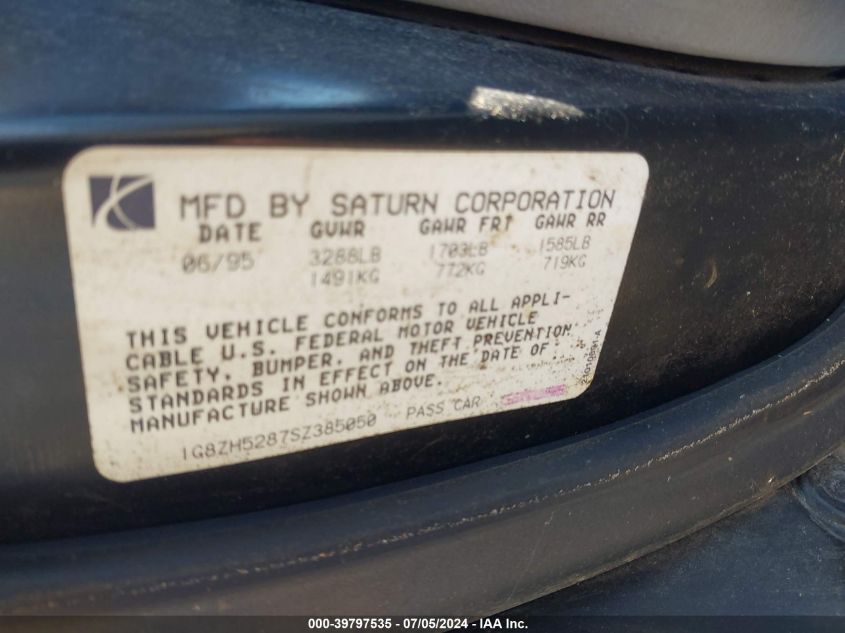 MFD BY SATURN CORPORATION
DATE GVWR GAWR FRT GAWR RR
06/95 3288LB 1703LB 1585LB
1491KG 772KG 719KG
THIS VEHICLE CONFORMS TO ALL APPLI-
CABLE U.S. FEDERAL MOTOR VEHICLE
SAFETY, BUMPER, AND THEFT PREVENTION
STANDARDS IN EFFECT ON THE DATE OF
MANUFACTURE SHOWN ABOVE.
1G8ZH5287SZ385050 PASS CAR
000-39797535 - 07/05/2024 - IAA Inc.